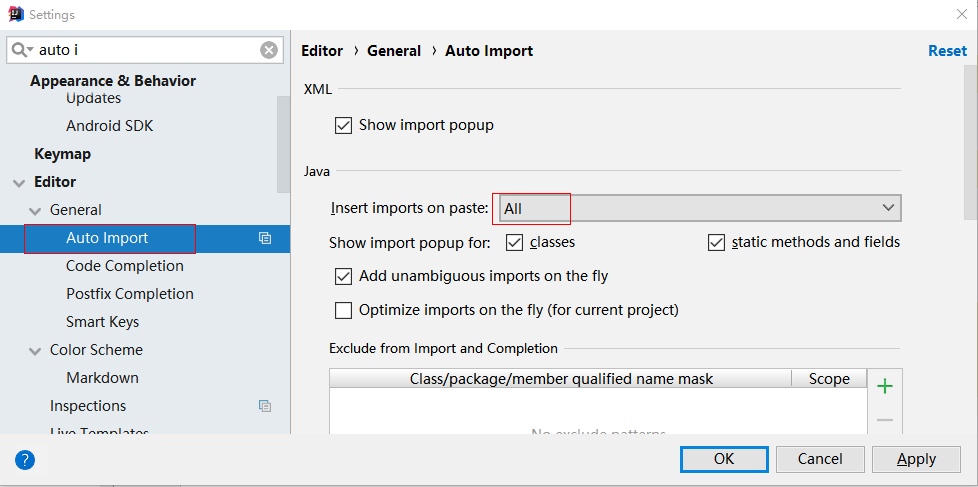 Settings
auto i
Appearance & Behavior
Updates
Android SDK
Keymap
Editor
General
Auto Import
Code Completion
Postfix Completion
Smart Keys
Color Scheme
Markdown
Inspections
Live Templates
Editor › General › Auto Import
Reset
XML
Show import popup
Java
Insert imports on paste: All
Show import popup for: classes static methods and fields
Add unambiguous imports on the fly
Optimize imports on the fly (for current project)
Exclude from Import and Completion
Class/package/member qualified name mask Scope
No exclude patterns
? OK Cancel Apply